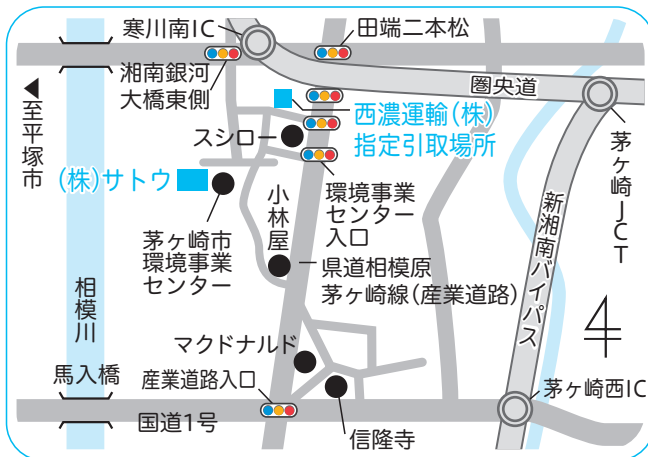 寒川南IC
田端二本松
湘南銀河
大橋東側
圏央道
至平塚市
西濃運輸(株)
指定引取場所
スシロー
茅ヶ崎JCT
(株)サトウ
小林屋
環境事業
センター
入口
新湘南バイパス
茅ヶ崎市
環境事業
センター
県道相模原
茅ヶ崎線(産業道路)
相模川
マクドナルド
馬入橋
産業道路入口
茅ヶ崎西IC
国道1号
信隆寺